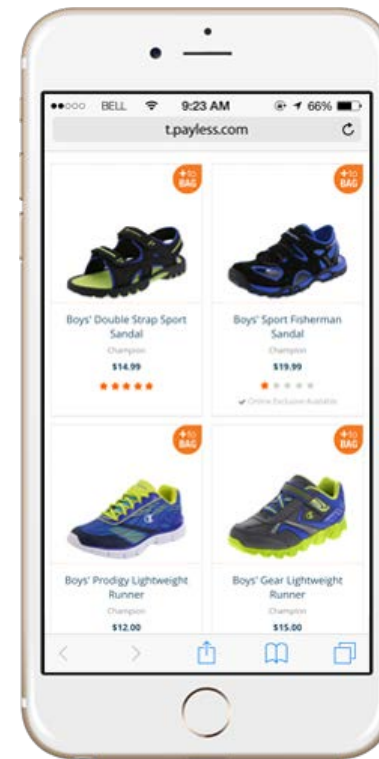 BELL 9:23 AM 66%
t.payless.com
+to BAG
+to BAG
Boys' Double Strap Sport Sandal
Champion
$14.99
Boys' Sport Fisherman Sandal
Champion
$19.99
✔ Online Exclusive Available
+to BAG
+to BAG
Boys' Prodigy Lightweight Runner
Champion
$12.00
Boys' Gear Lightweight Runner
Champion
$15.00